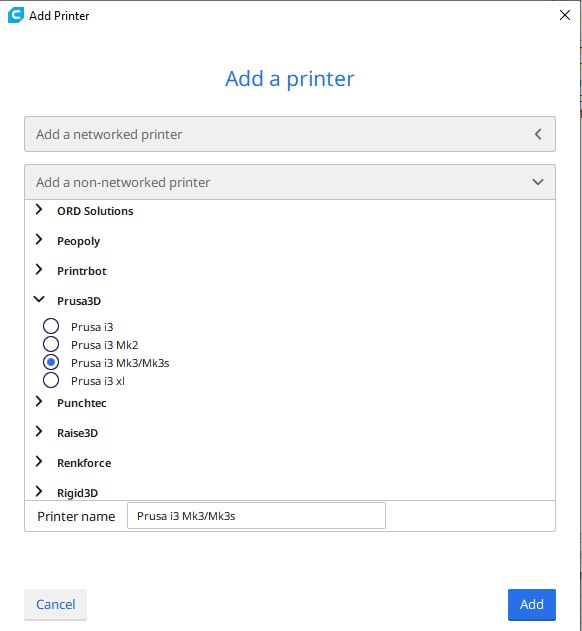 Add Printer
Add a printer
Add a networked printer
Add a non-networked printer
ORD Solutions
Peopoly
Printrbot
Prusa3D
Prusa i3
Prusa i3 Mk2
Prusa i3 Mk3/Mk3s
Prusa i3 xl
Punchtec
Raise3D
Renkforce
Rigid3D
Printer name Prusa i3 Mk3/Mk3s
Cancel Add